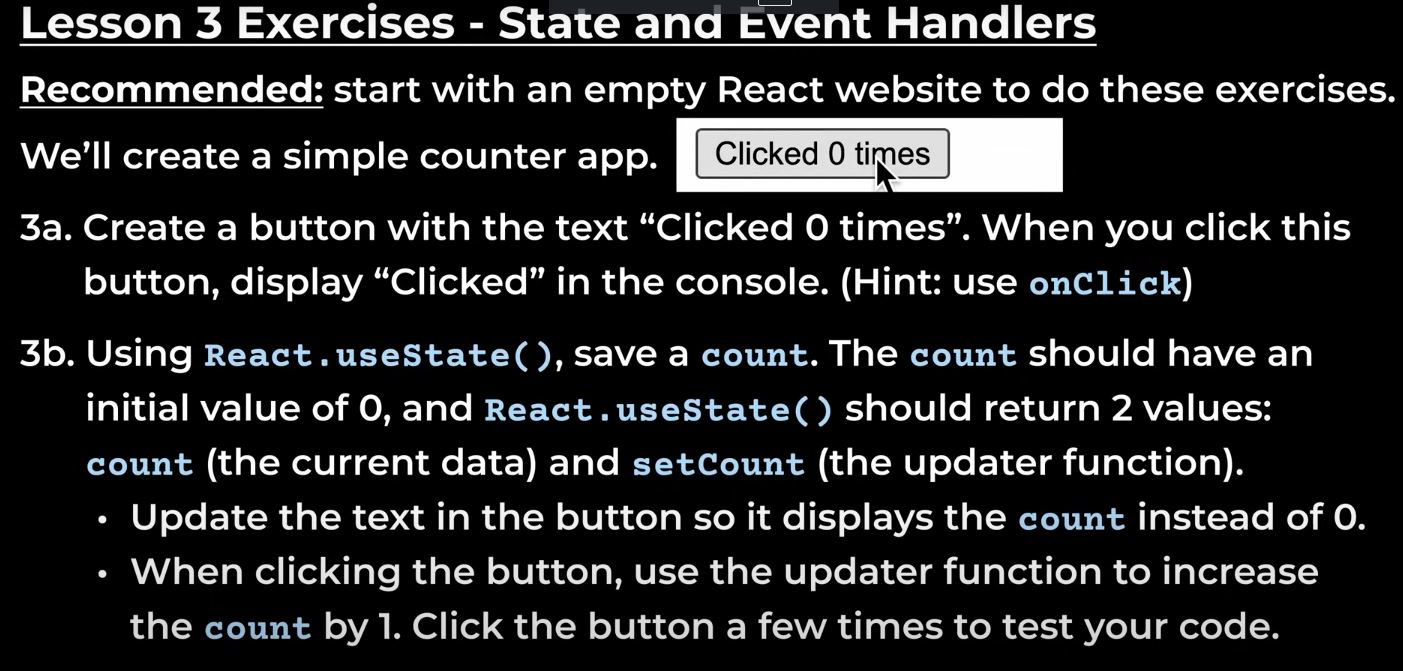 Lesson 3 Exercises - State and Event Handlers
Recommended: start with an empty React website to do these exercises.
We’ll create a simple counter app. Clicked 0 times
3a. Create a button with the text “Clicked 0 times”. When you click this
button, display “Clicked” in the console. (Hint: use onClick)
3b. Using React.useState(), save a count. The count should have an
initial value of 0, and React.useState() should return 2 values:
count (the current data) and setCount (the updater function).
• Update the text in the button so it displays the count instead of 0.
• When clicking the button, use the updater function to increase
the count by 1. Click the button a few times to test your code.